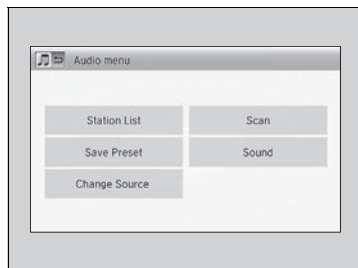 Audio menu
Station List
Scan
Save Preset
Sound
Change Source